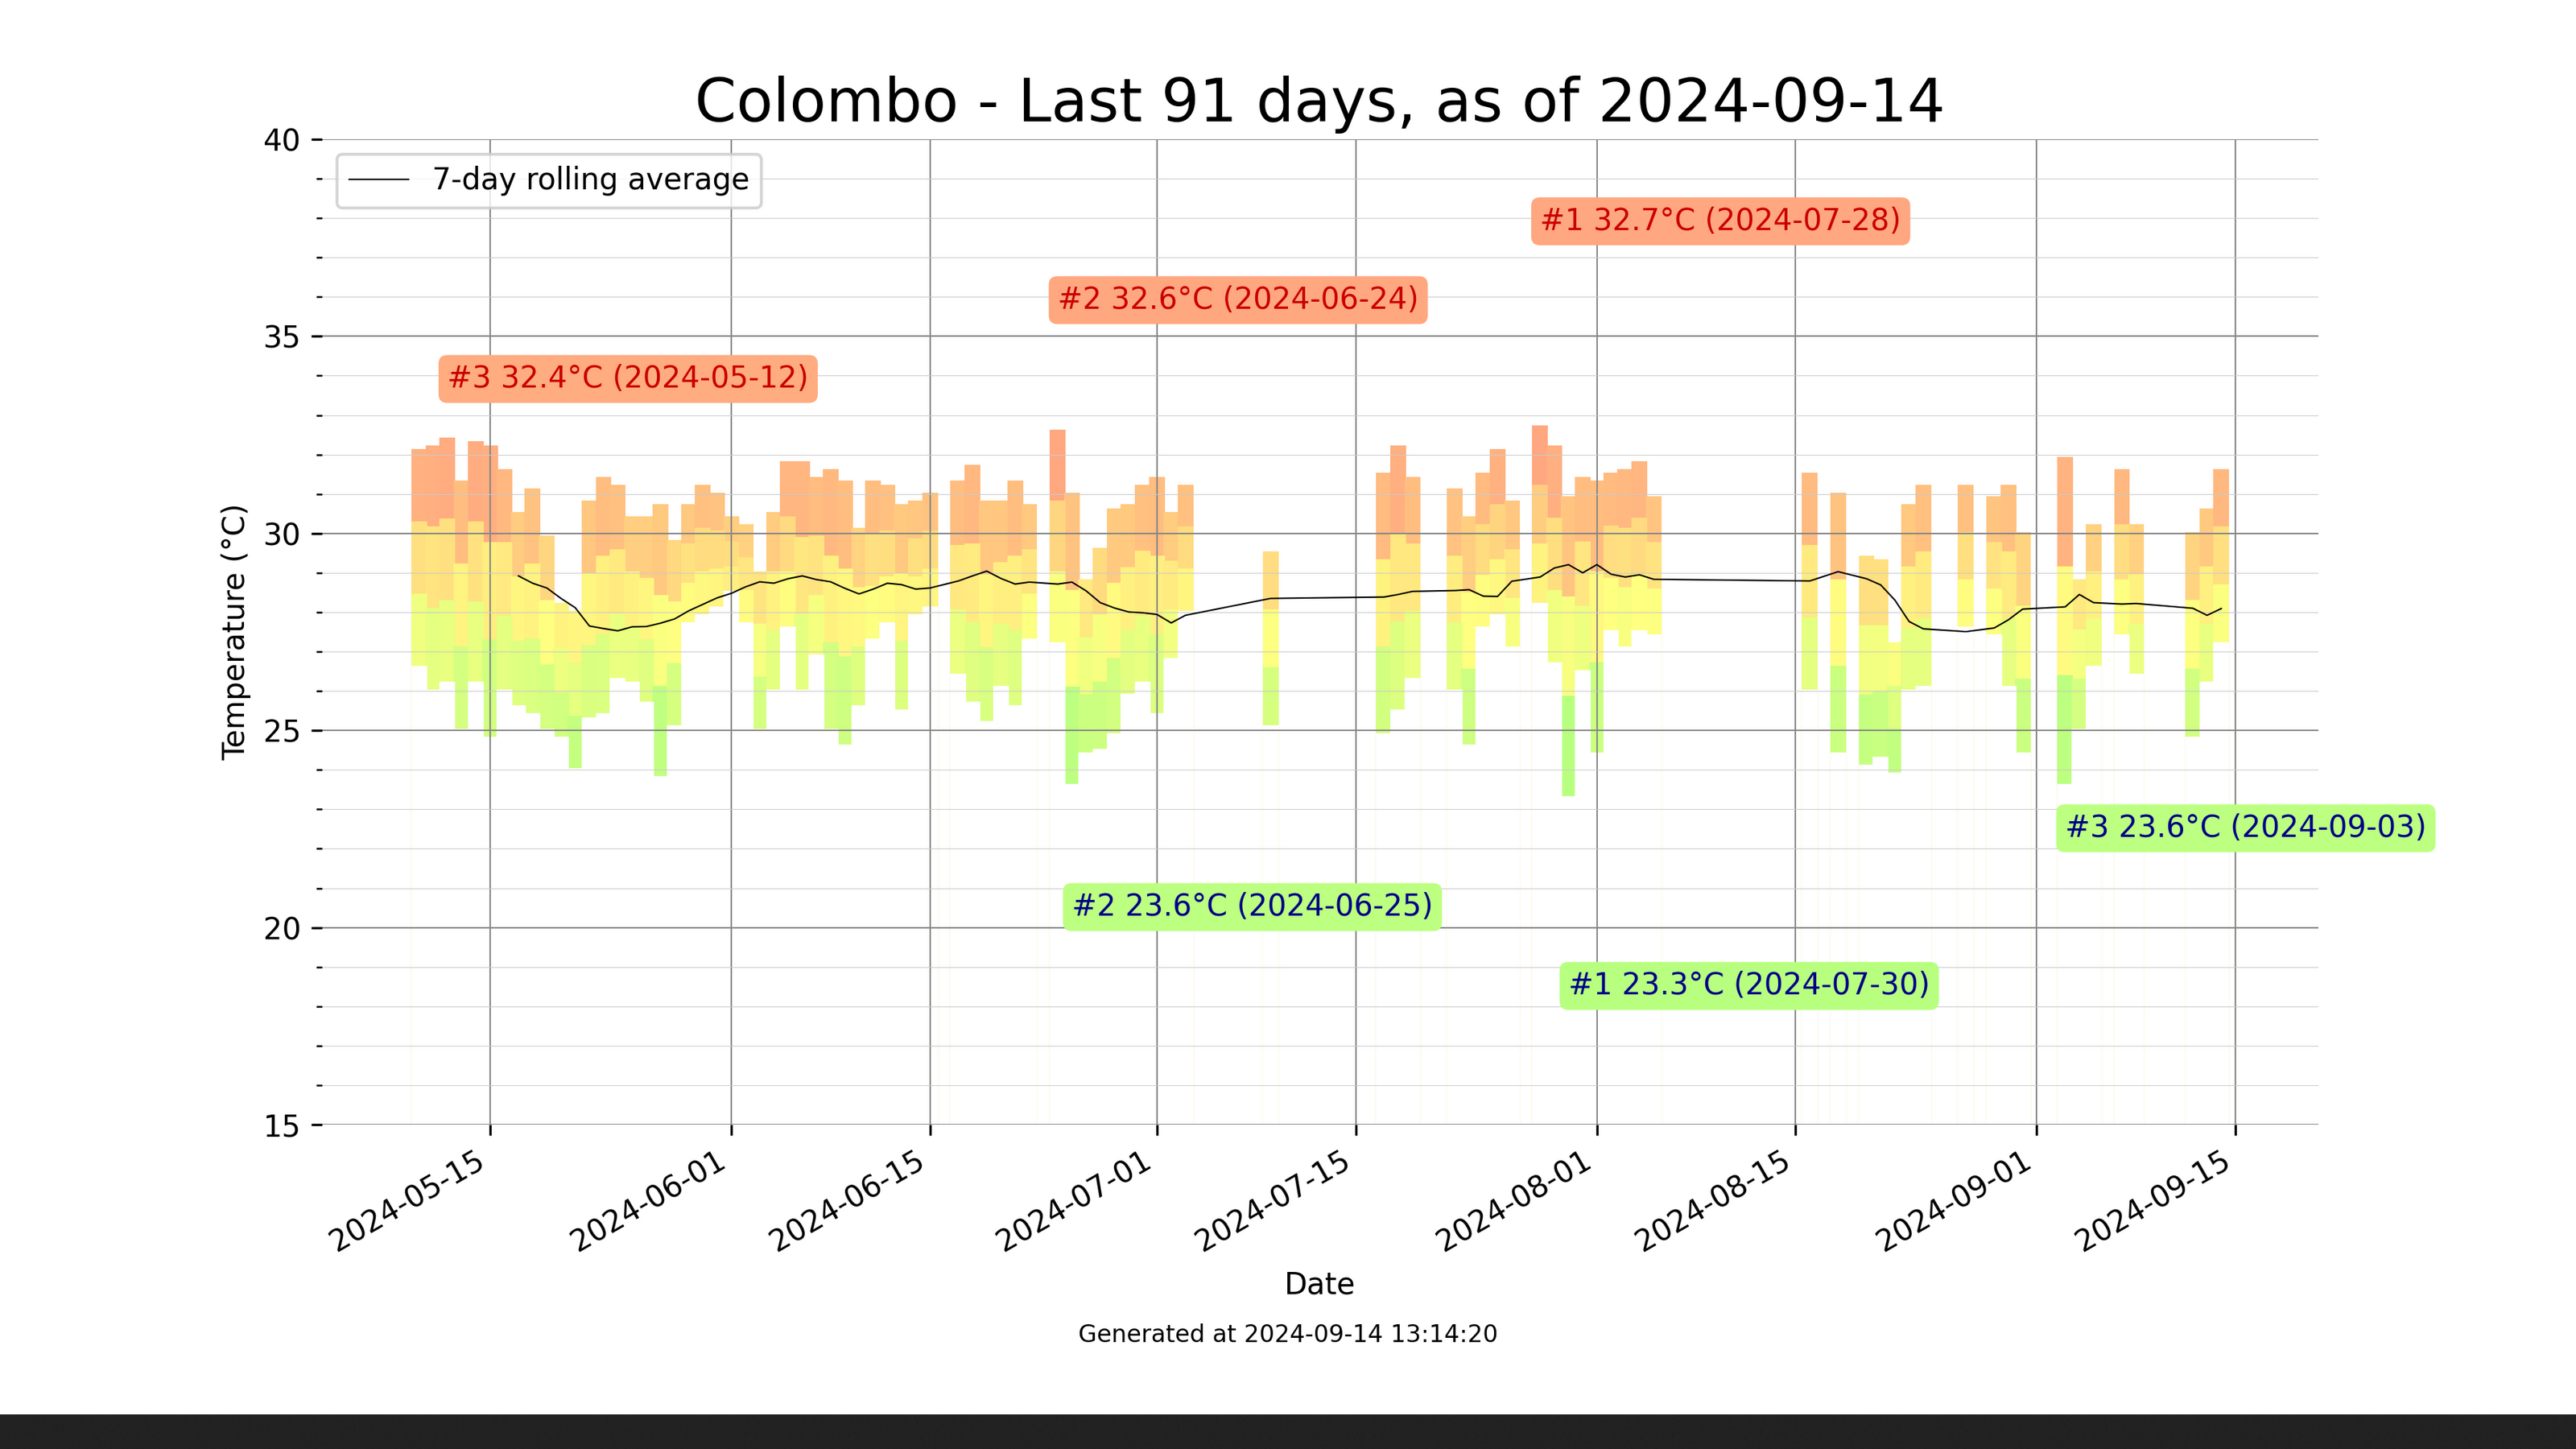 Colombo - Last 91 days, as of 2024-09-14
40
7-day rolling average
#1 32.7°C (2024-07-28)
#2 32.6°C (2024-06-24)
35
#3 32.4°C (2024-05-12)
30
Temperature (°C)
25
#3 23.6°C (2024-09-03)
#2 23.6°C (2024-06-25)
20
#1 23.3°C (2024-07-30)
15
2024-05-15
2024-06-01
2024-06-15
2024-07-01
2024-07-15
2024-08-01
2024-08-15
2024-09-01
2024-09-15
Date
Generated at 2024-09-14 13:14:20